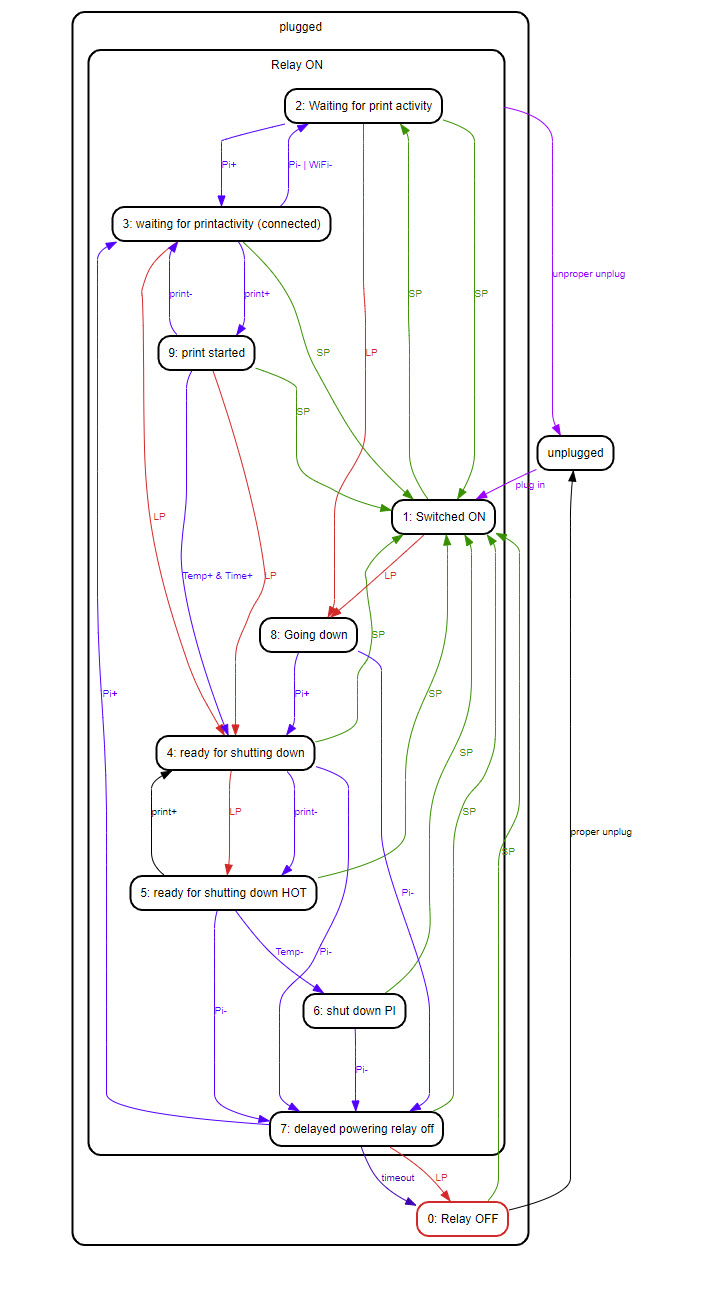 plugged
Relay ON
2: Waiting for print activity
Pi+
Pi- | WiFi-
3: waiting for printactivity (connected)
unproper unplug
print-
print+
SP
SP
9: print started
SP
LP
SP
unplugged
plug in
1: Switched ON
LP
Temp+ & Time+
LP
LP
8: Going down
SP
Pi+
Pi+
SP
4: ready for shutting down
SP
print+
LP
print-
SP
proper unplug
SP
5: ready for shutting down HOT
Pi-
Temp-
Pi-
Pi-
6: shut down PI
Pi-
7: delayed powering relay off
timeout
LP
0: Relay OFF